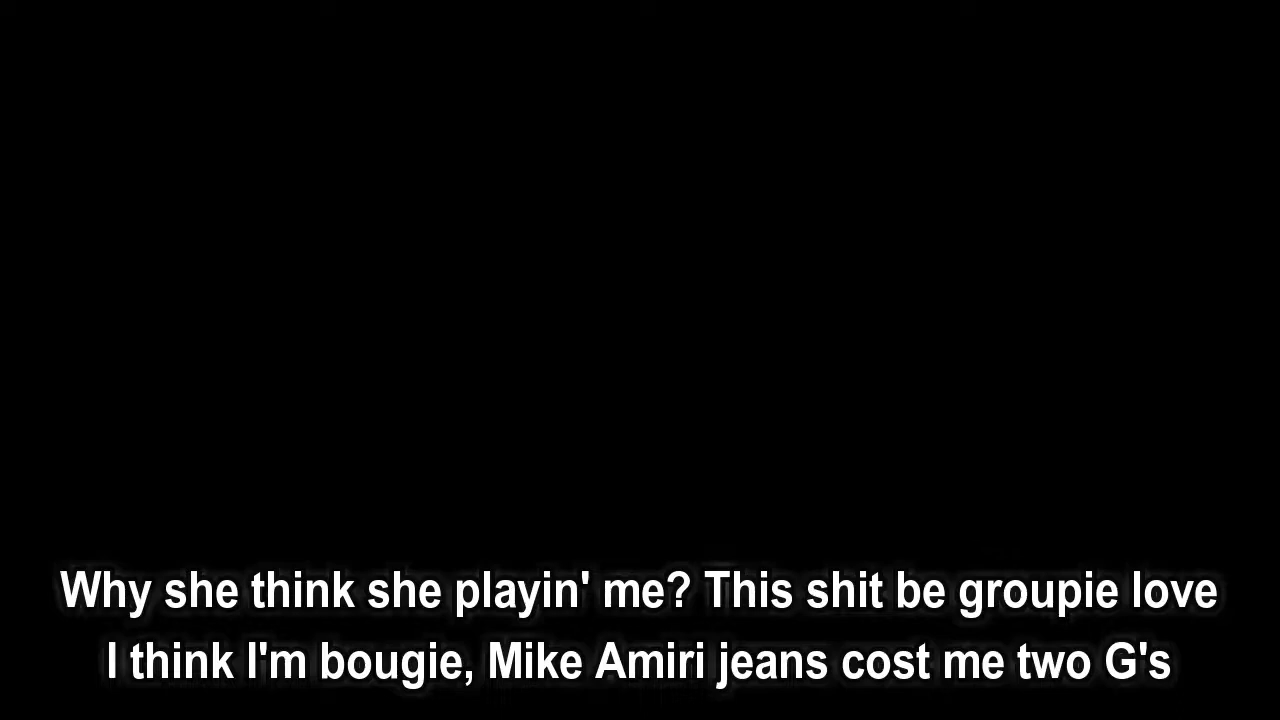 Why she think she playin' me? This shit be groupie love
I think I'm bougie, Mike Amiri jeans cost me two G's